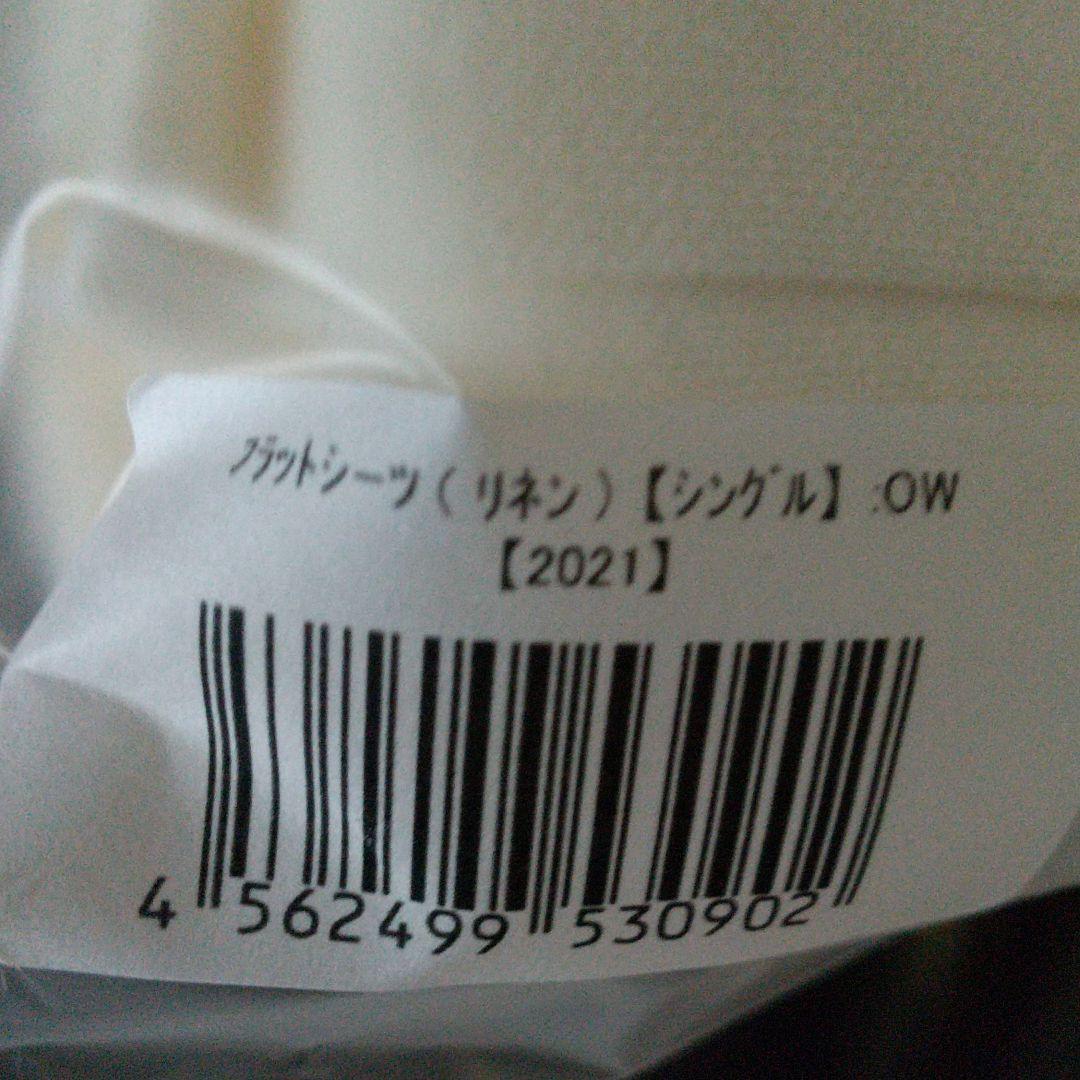 ﾌﾗｯﾄｼｰﾂ(ﾘﾈﾝ)【ｼﾝｸﾞﾙ】:OW
【2021】
4 562499 530902